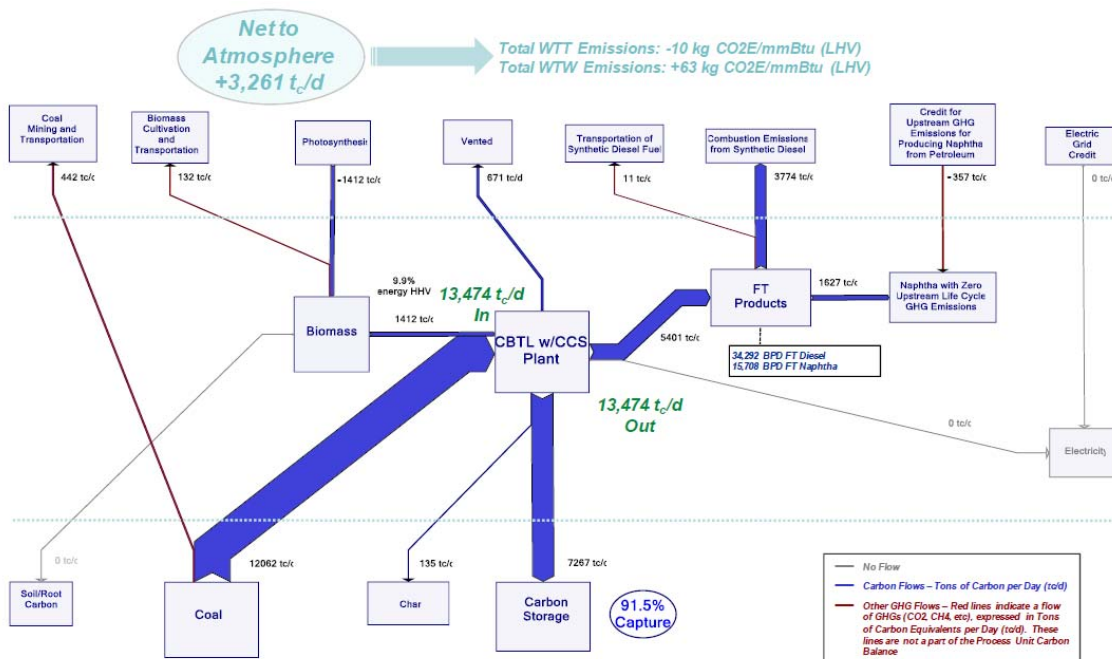 Net to
Atmosphere
+3,261 tc/d
Total WTT Emissions: -10 kg CO2E/mmBtu (LHV)
Total WTW Emissions: +63 kg CO2E/mmBtu (LHV)
Coal
Mining and
Transportation
Biomass
Cultivation
and
Transportation
Photosynthesis
Vented
Transportation of
Synthetic Diesel Fuel
Combustion Emissions
from Synthetic Diesel
Credit for
Upstream GHG
Emissions for
Producing Naphtha
from Petroleum
Electric
Grid
Credit
442 tc/d
132 tc/c
-1412 tc/c
671 tc/d
11 tc/c
3774 tc/c
-357 tc/c
0 tc/c
9.9%
energy HHV
13,474 tc/d
In
Biomass
1412 tc/c
CBTL w/CCS
Plant
FT
Products
1627 tc/c
Naphtha with Zero
Upstream Life Cycle
GHG Emissions
5401 tc/c
34,292 BPD FT Diesel
15,708 BPD FT Naphtha
13,474 tc/d
Out
0 tc/c
Electricity
0 tc/c
12062 tc/c
135 tc/c
7267 tc/c
Soil/Root
Carbon
Coal
Char
Carbon
Storage
91.5%
Capture
No Flow
Carbon Flows – Tons of Carbon per Day (tc/d)
Other GHG Flows – Red lines indicate a flow
of GHGs (CO2, CH4, etc), expressed in Tons
of Carbon Equivalents per Day (tc/d). These
lines are not a part of the Process Unit Carbon
Balance